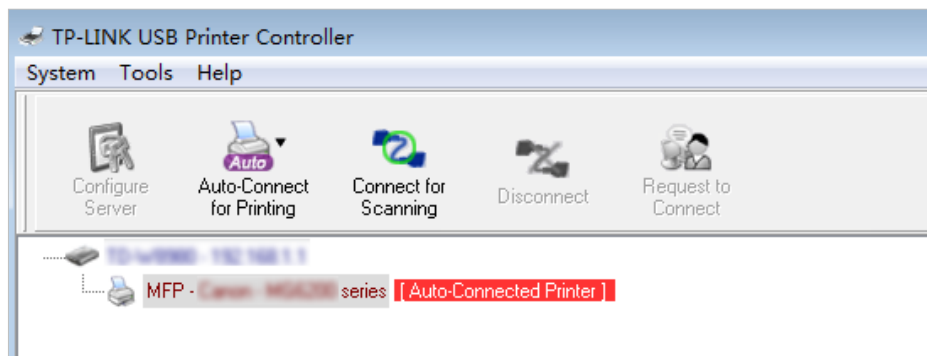 TP-LINK USB Printer Controller
System Tools Help
Auto
Configure
Server
Auto-Connect
for Printing
Connect for
Scanning
Disconnect
Request to
Connect
MFP - series [ Auto-Connected Printer ]